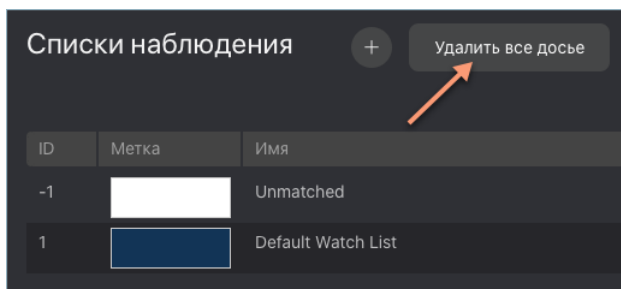 Списки наблюдения + Удалить все досье
ID Метка Имя
-1 Unmatched
1 Default Watch List